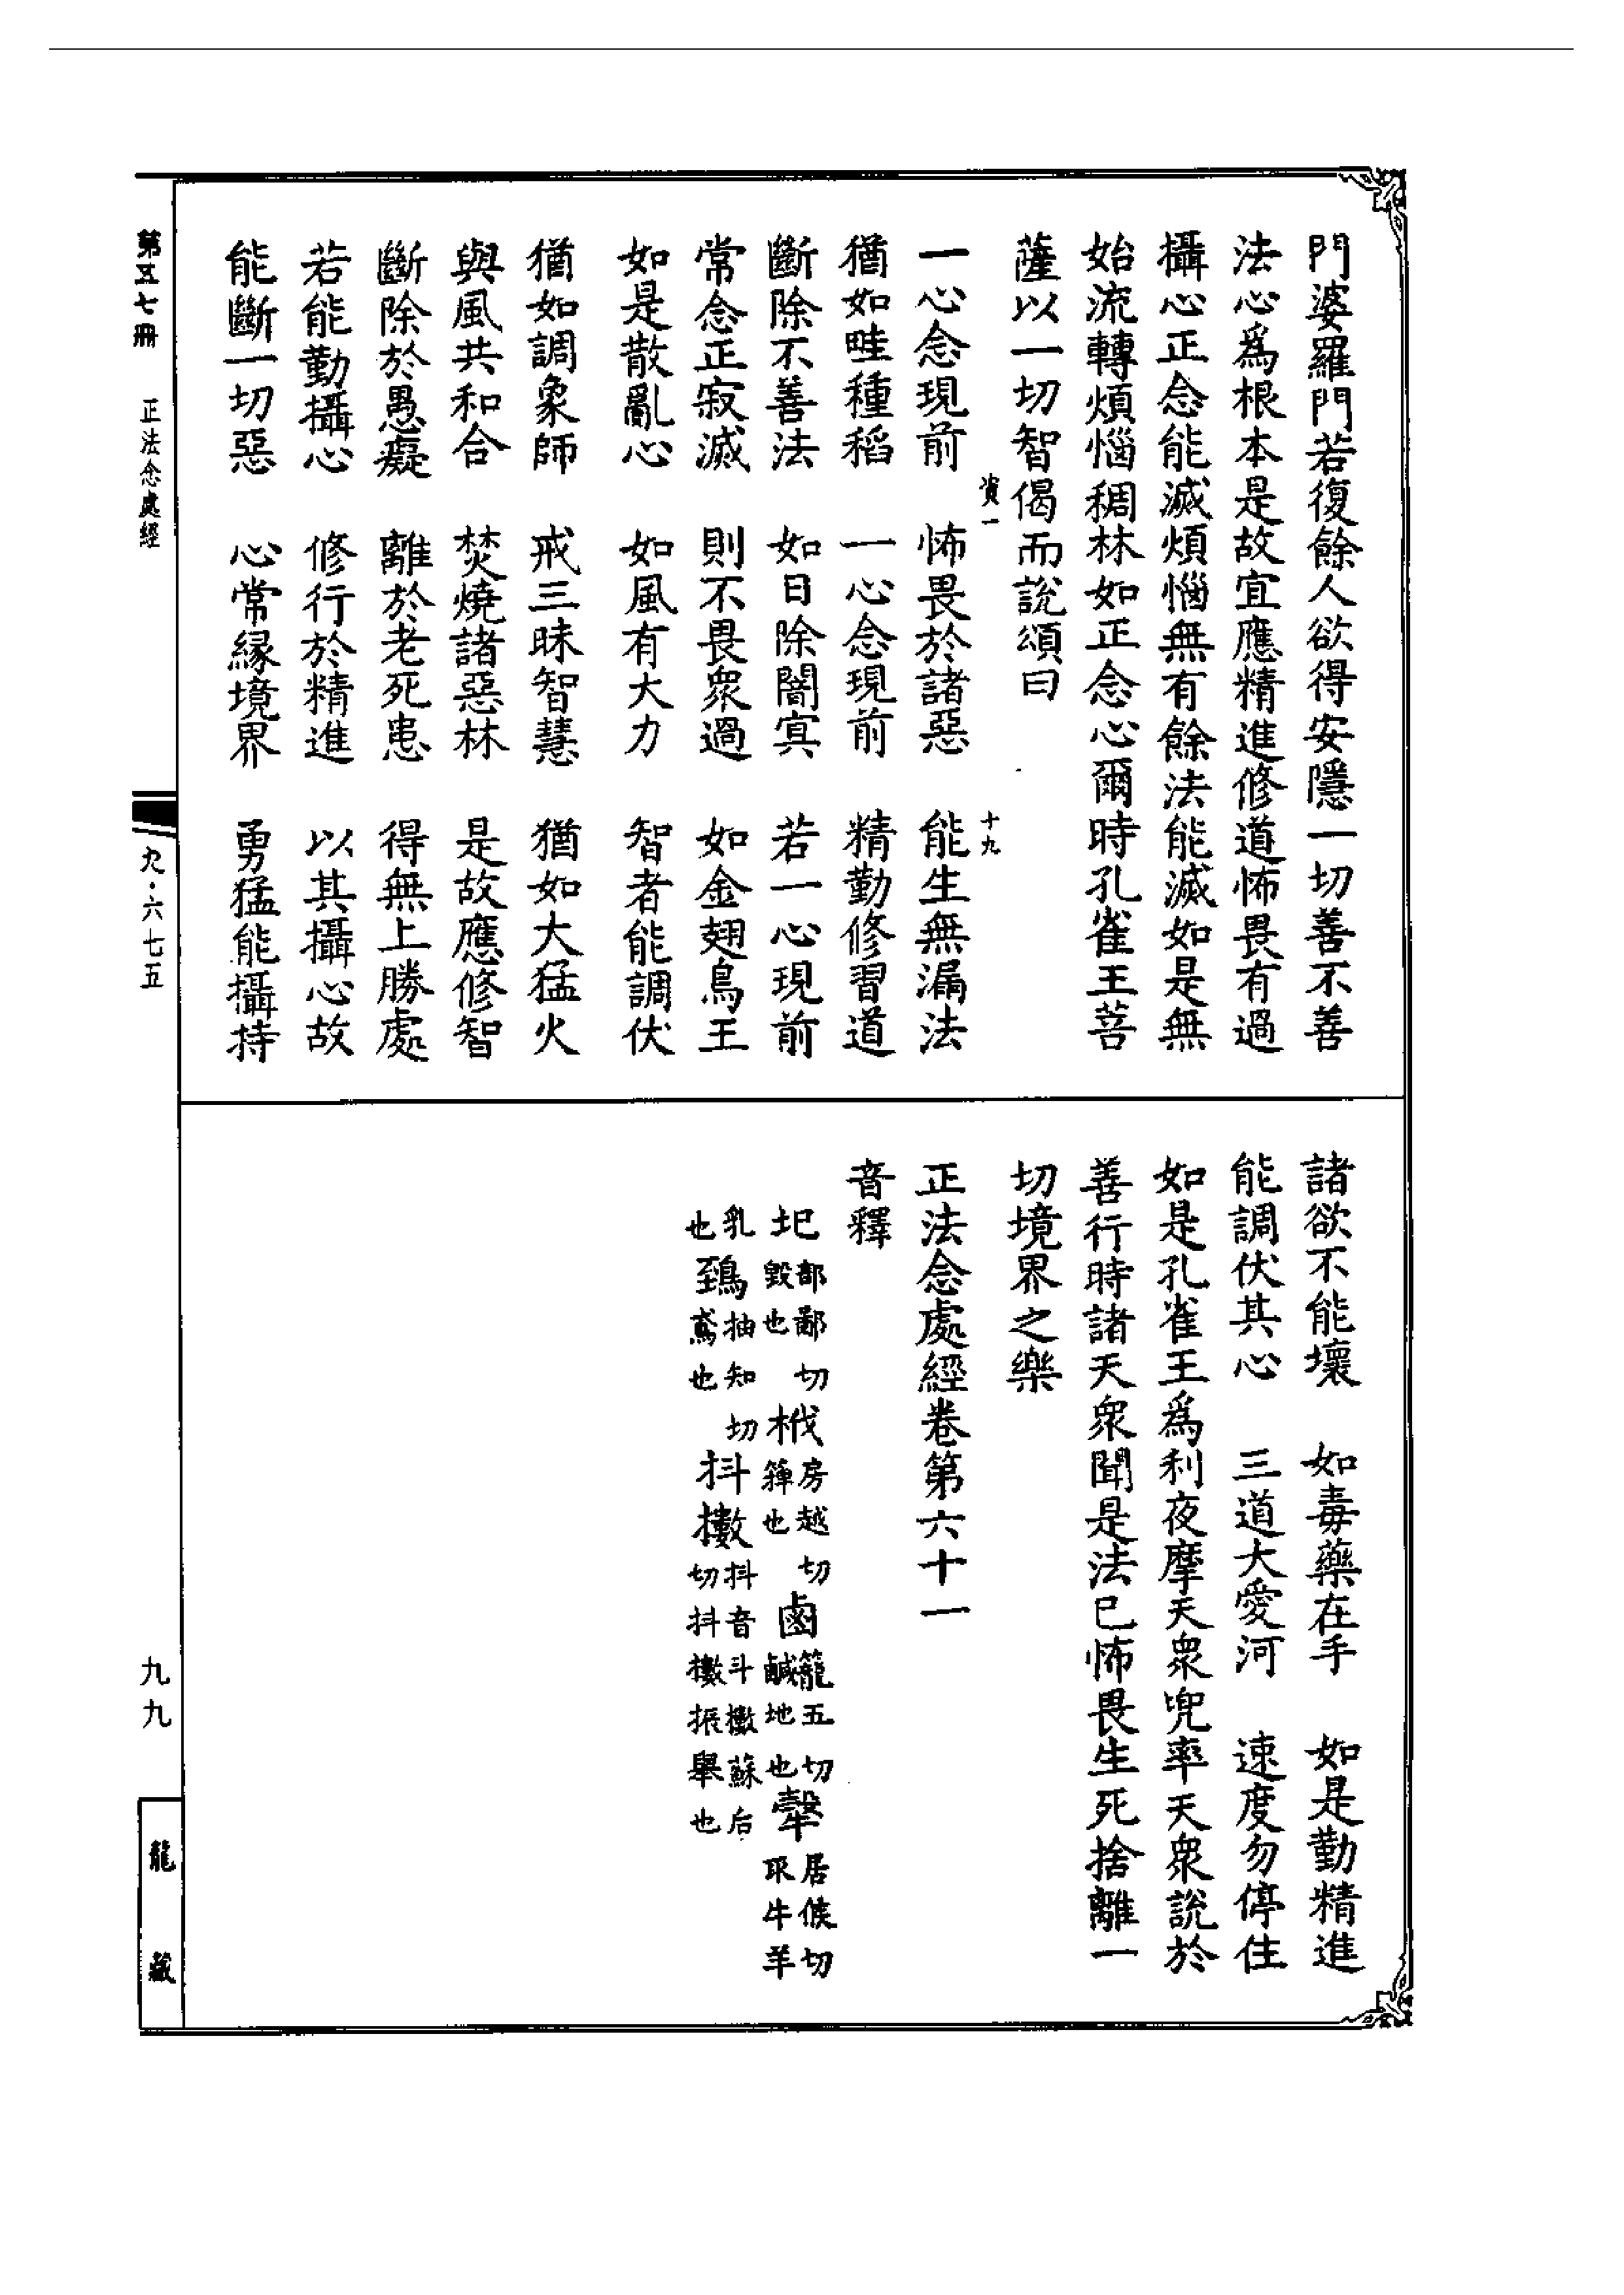 門婆羅門若復餘人欲得安隱一切善不善
法心為根本是故宜應精進修道怖畏有過
攝心正念能滅煩惱無有餘法能滅如是無
始流轉煩惱稠林如正念心爾時孔雀王菩
薩以一切智偈而說頌曰
資一 十九
一心念現前 怖畏於諸惡 能生無漏法
猶如畦種稻 一心念現前 精勤修習道
斷除不善法 如日除闇冥 若一心現前
常念正寂滅 則不畏眾過 如金翅鳥王
如是散亂心 如風有大力 智者能調伏
猶如調象師 戒三昧智慧 猶如大猛火
與風共和合 焚燒諸惡林 是故應修智
斷除於愚癡 離於老死患 得無上勝處
若能勤攝心 修行於精進 以其攝心故
能斷一切惡 心常緣境界 勇猛能攝持
諸欲不能壞 如毒藥在手 如是勤精進
能調伏其心 三道大愛河 速度勿停住
如是孔雀王為利夜摩天眾兜率天眾說於
善行時諸天眾聞是法已怖畏生死捨離一
切境界之樂
正法念處經卷第六十一
音釋
圮部鄙切毀也栰房越切簰也鹵籠五切鹹地也㝅居候切取牛羊
乳也鵄抽知切鳶也抖擻抖音斗擻蘇后切抖擻振舉也
第五七冊 正法念處經 九·六七五 九九 龍藏